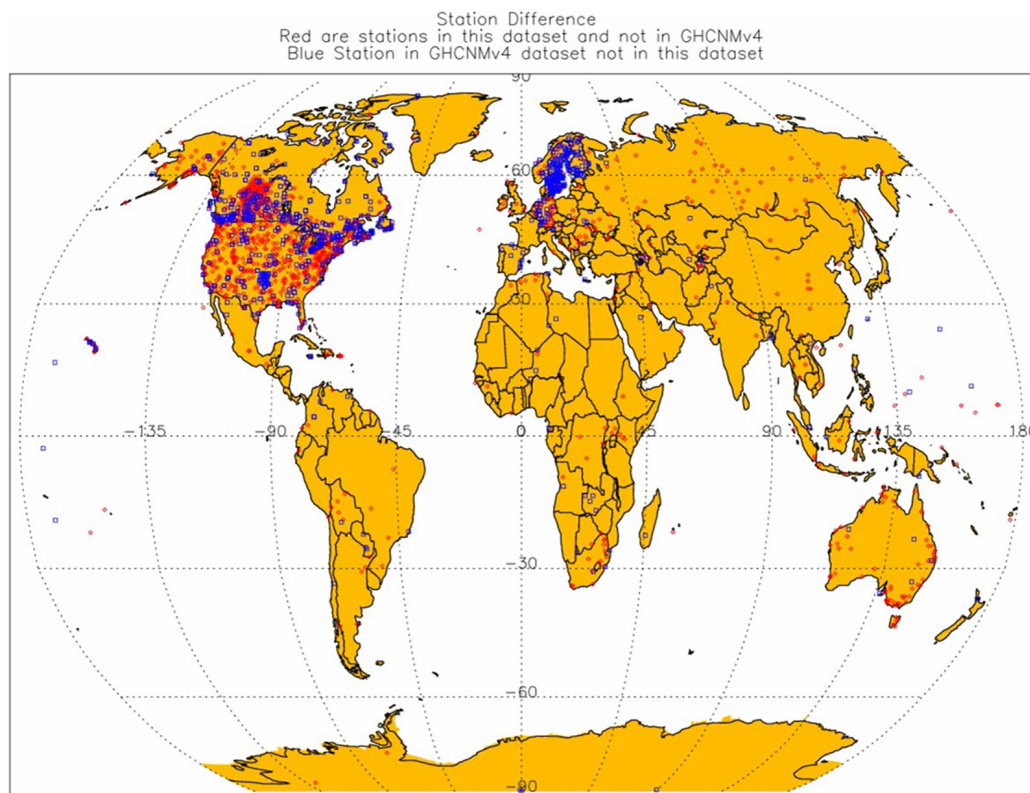 Station Difference
Red are stations in this dataset and not in GHCNMv4
Blue Station in GHCNMv4 dataset not in this dataset
90
60
30
-135 -90 -45 0 45 90 135 180
-30
-60
-90